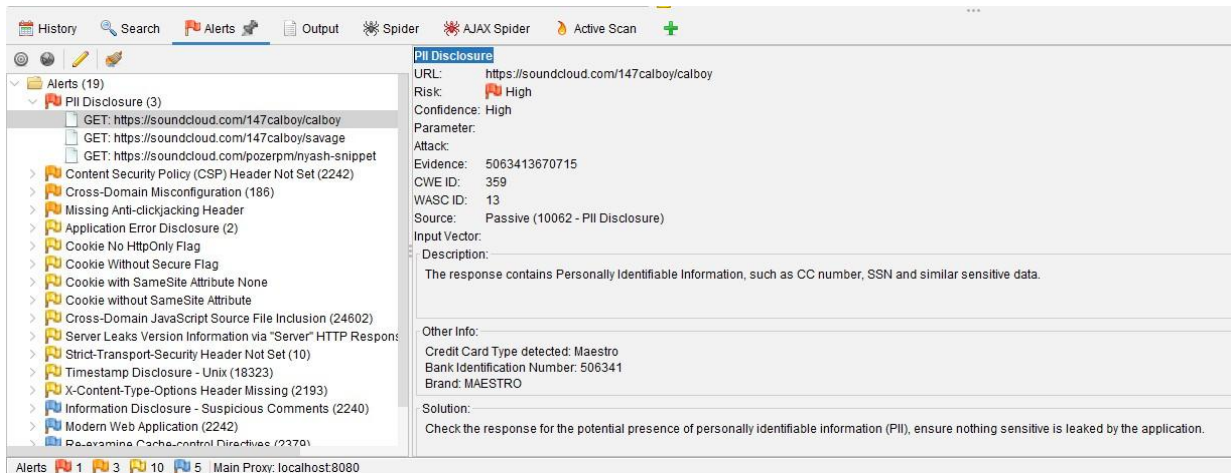 History Search Alerts Output Spider AJAX Spider Active Scan
Alerts (19)
PII Disclosure (3)
GET: https://soundcloud.com/147calboy/calboy
GET: https://soundcloud.com/147calboy/savage
GET: https://soundcloud.com/pozerpm/nyash-snippet
Content Security Policy (CSP) Header Not Set (2242)
Cross-Domain Misconfiguration (186)
Missing Anti-clickjacking Header
Application Error Disclosure (2)
Cookie No HttpOnly Flag
Cookie Without Secure Flag
Cookie with SameSite Attribute None
Cookie without SameSite Attribute
Cross-Domain JavaScript Source File Inclusion (24602)
Server Leaks Version Information via "Server" HTTP Respons
Strict-Transport-Security Header Not Set (10)
Timestamp Disclosure - Unix (18323)
X-Content-Type-Options Header Missing (2193)
Information Disclosure - Suspicious Comments (2240)
Modern Web Application (2242)
Re-examine Cache-control Directives (2379)
PII Disclosure
URL: https://soundcloud.com/147calboy/calboy
Risk: High
Confidence: High
Parameter:
Attack:
Evidence: 5063413670715
CWE ID: 359
WASC ID: 13
Source: Passive (10062 - PII Disclosure)
Input Vector:
Description:
The response contains Personally Identifiable Information, such as CC number, SSN and similar sensitive data.
Other Info:
Credit Card Type detected: Maestro
Bank Identification Number: 506341
Brand: MAESTRO
Solution:
Check the response for the potential presence of personally identifiable information (PII), ensure nothing sensitive is leaked by the application.
Alerts 1 3 10 5 Main Proxy: localhost:8080